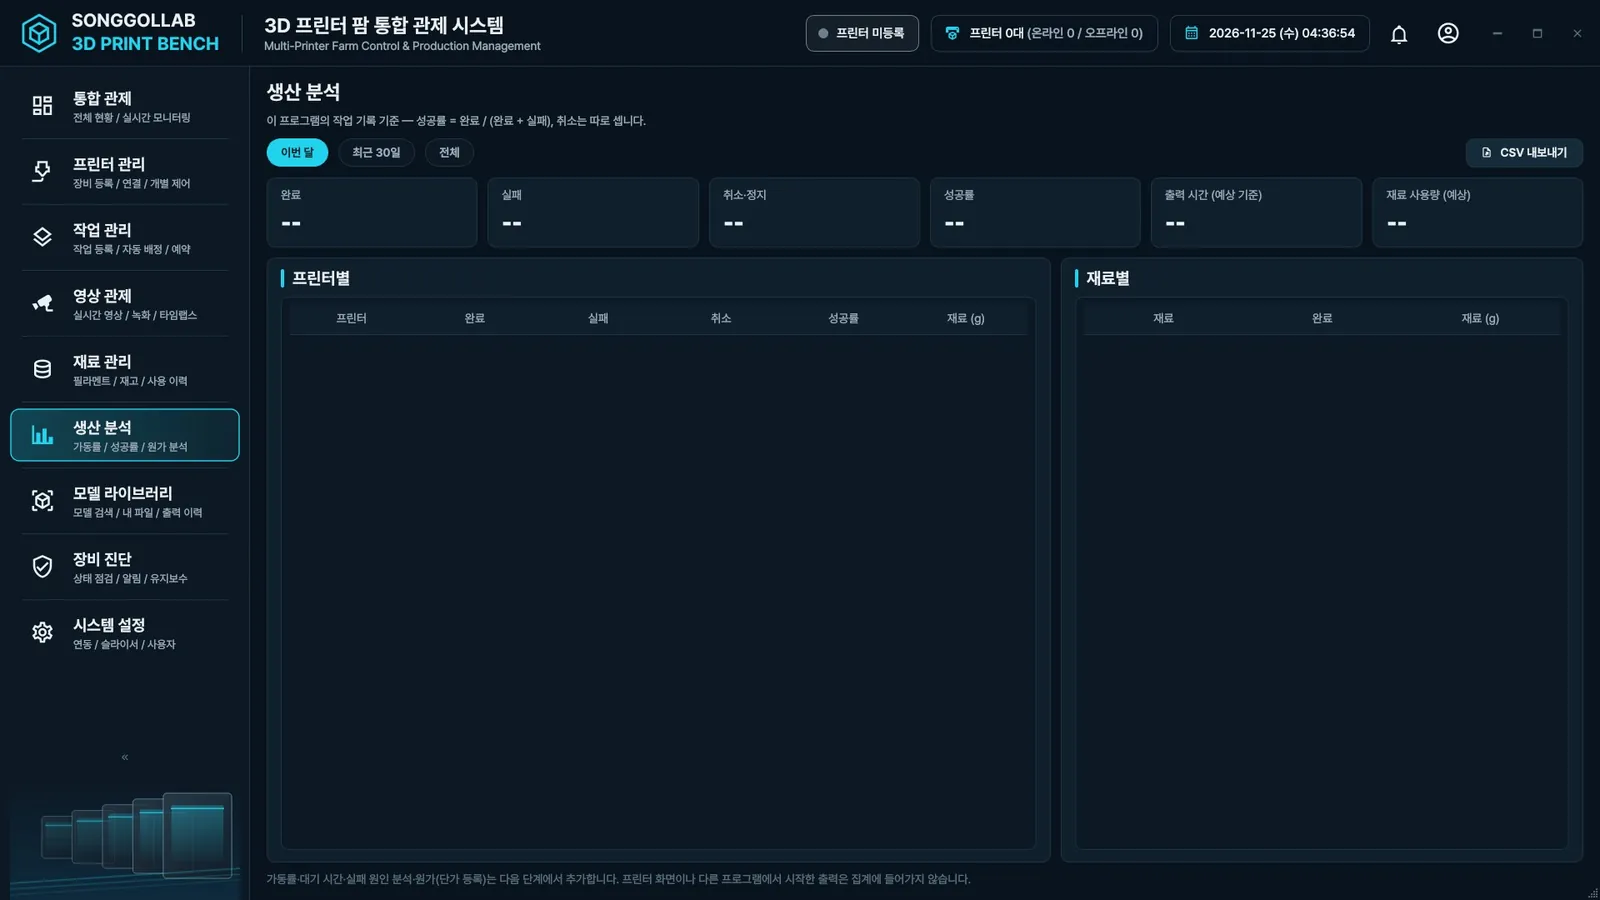 SONGGOLLAB
3D PRINT BENCH
3D 프린터 팜 통합 관제 시스템
Multi-Printer Farm Control & Production Management
프린터 미등록
프린터 0대 (온라인 0 / 오프라인 0)
2026-11-25 (수) 04:36:54
통합 관제
전체 현황 / 실시간 모니터링
프린터 관리
장비 등록 / 연결 / 개별 제어
작업 관리
작업 등록 / 자동 배정 / 예약
영상 관제
실시간 영상 / 녹화 / 타임랩스
재료 관리
필라멘트 / 재고 / 사용 이력
생산 분석
가동률 / 성공률 / 원가 분석
모델 라이브러리
모델 검색 / 내 파일 / 출력 이력
장비 진단
상태 점검 / 알림 / 유지보수
시스템 설정
연동 / 슬라이서 / 사용자
«
생산 분석
이 프로그램의 작업 기록 기준 — 성공률 = 완료 / (완료 + 실패), 취소는 따로 셉니다.
이번 달 최근 30일 전체
CSV 내보내기
완료
--
실패
--
취소·정지
--
성공률
--
출력 시간 (예상 기준)
--
재료 사용량 (예상)
--
프린터별
프린터 완료 실패 취소 성공률 재료 (g)
재료별
재료 완료 재료 (g)
가동률·대기 시간·실패 원인 분석·원가(단가 등록)는 다음 단계에서 추가합니다. 프린터 화면이나 다른 프로그램에서 시작한 출력은 집계에 들어가지 않습니다.